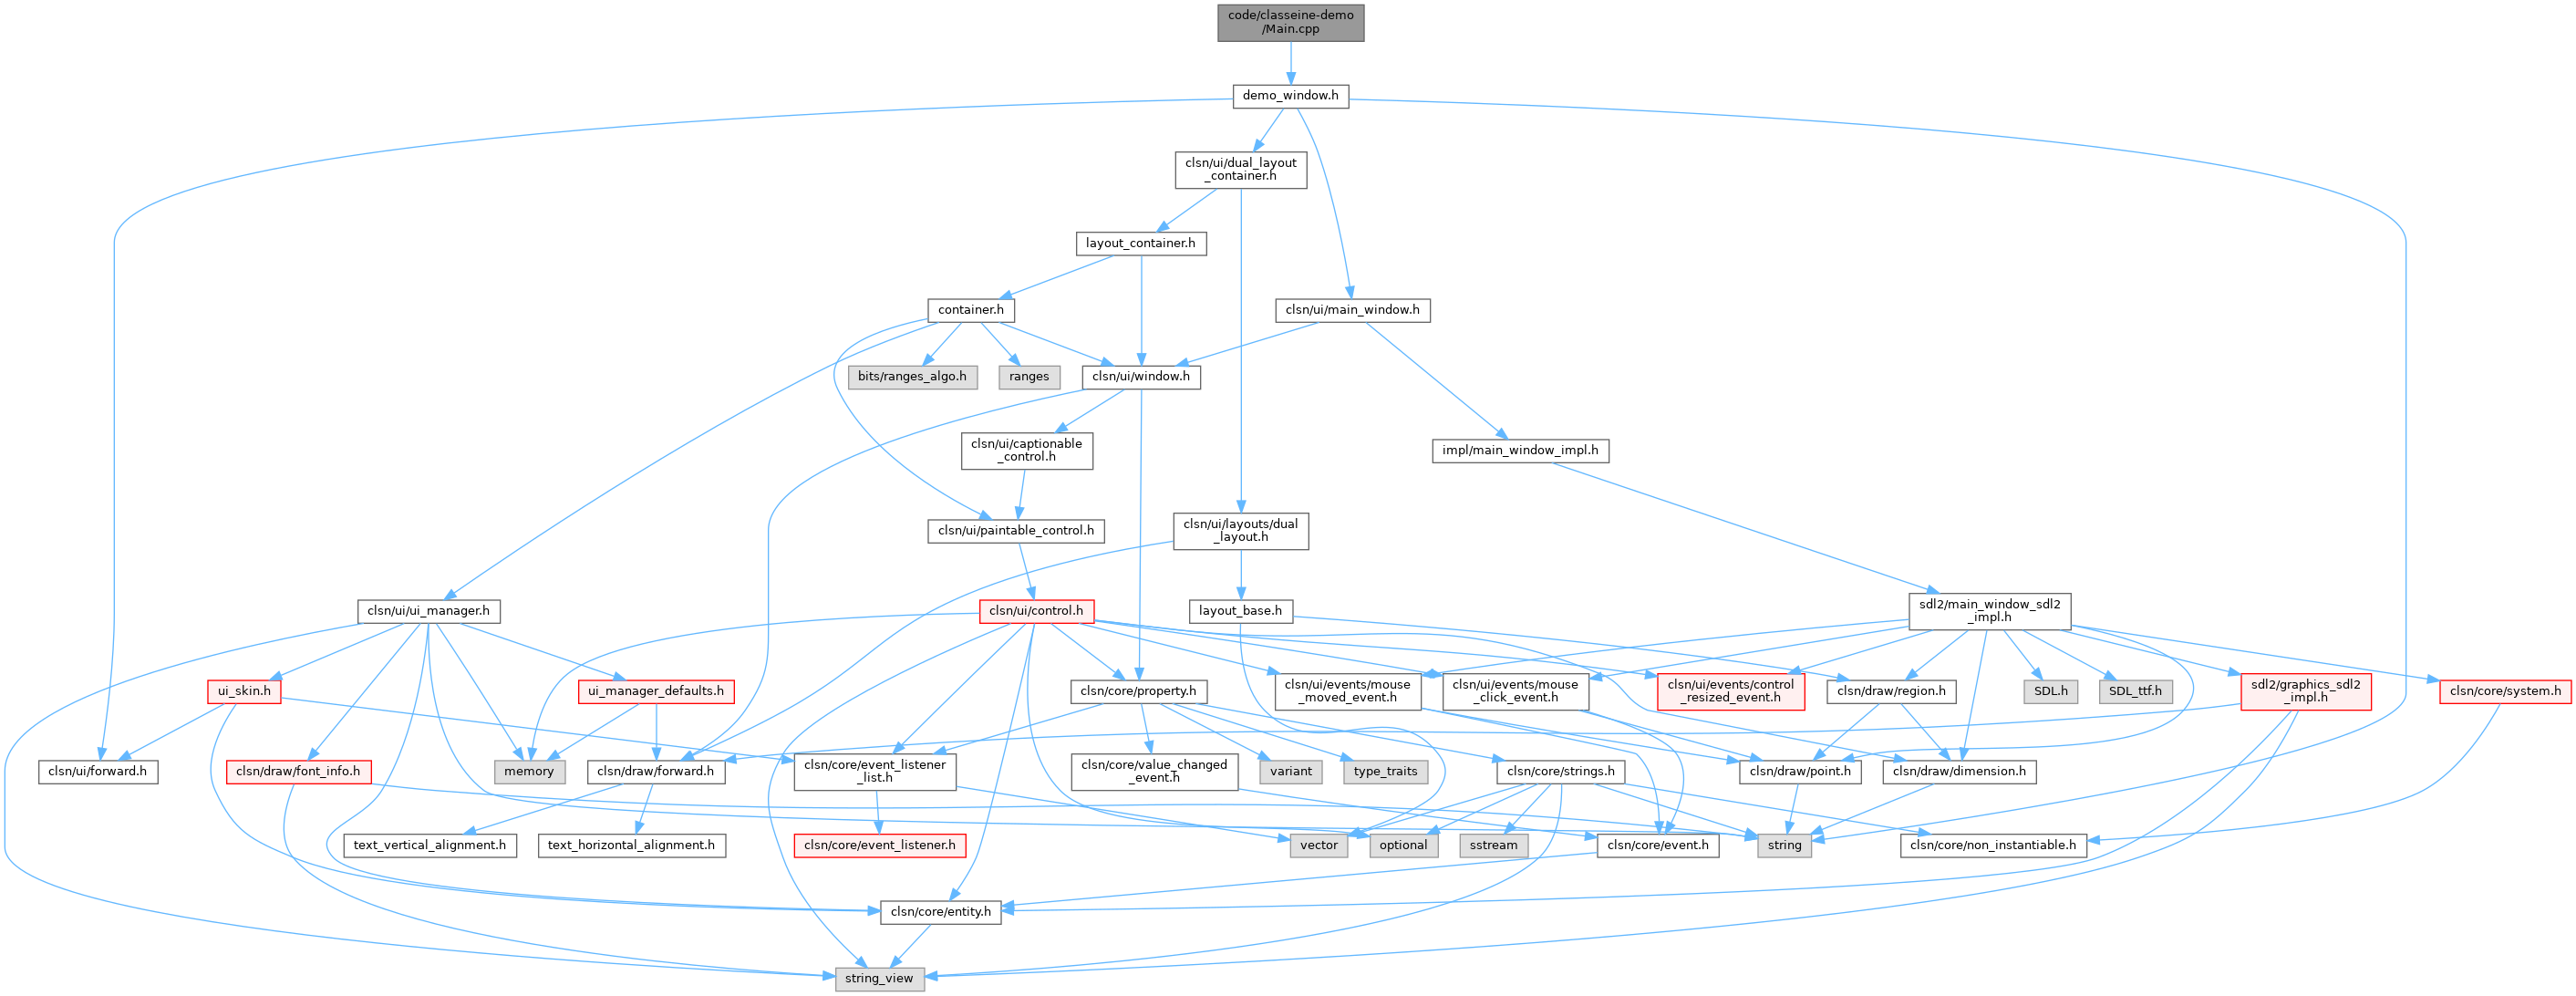 code/classeine-demo
/Main.cpp
demo_window.h
clsn/ui/dual_layout
_container.h
layout_container.h
container.h
clsn/ui/main_window.h
bits/ranges_algo.h
ranges
clsn/ui/window.h
clsn/ui/captionable
_control.h
impl/main_window_impl.h
clsn/ui/paintable_control.h
clsn/ui/layouts/dual
_layout.h
clsn/ui/ui_manager.h
clsn/ui/control.h
layout_base.h
sdl2/main_window_sdl2
_impl.h
ui_skin.h
ui_manager_defaults.h
clsn/core/property.h
clsn/ui/events/mouse
_moved_event.h
clsn/ui/events/mouse
_click_event.h
clsn/ui/events/control
_resized_event.h
clsn/draw/region.h
SDL.h
SDL_ttf.h
sdl2/graphics_sdl2
_impl.h
clsn/core/system.h
clsn/ui/forward.h
clsn/draw/font_info.h
memory
clsn/draw/forward.h
clsn/core/event_listener
_list.h
clsn/core/value_changed
_event.h
variant
type_traits
clsn/core/strings.h
clsn/draw/point.h
clsn/draw/dimension.h
text_vertical_alignment.h
text_horizontal_alignment.h
clsn/core/event_listener.h
vector
optional
sstream
clsn/core/event.h
string
clsn/core/non_instantiable.h
clsn/core/entity.h
string_view